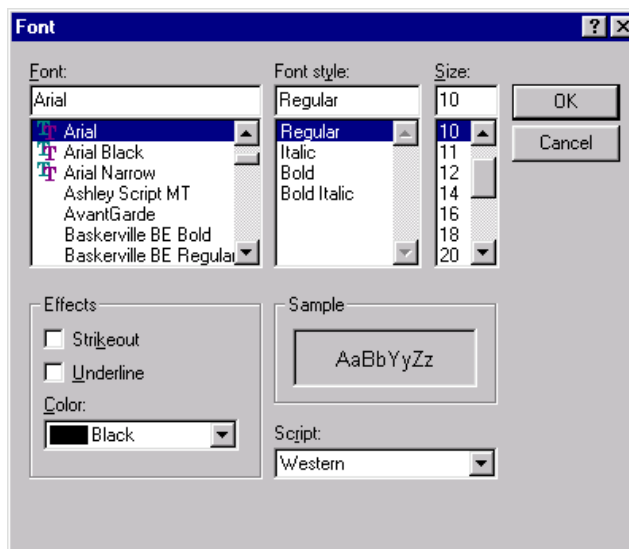 Font
Font:
Arial
Arial
Arial Black
Arial Narrow
Ashley Script MT
AvantGarde
Baskerville BE Bold
Baskerville BE Regular
Font style:
Regular
Regular
Italic
Bold
Bold Italic
Size:
10
10
11
12
14
16
18
20
OK
Cancel
Effects
Strikeout
Underline
Color:
Black
Sample
AaBbYyZz
Script:
Western